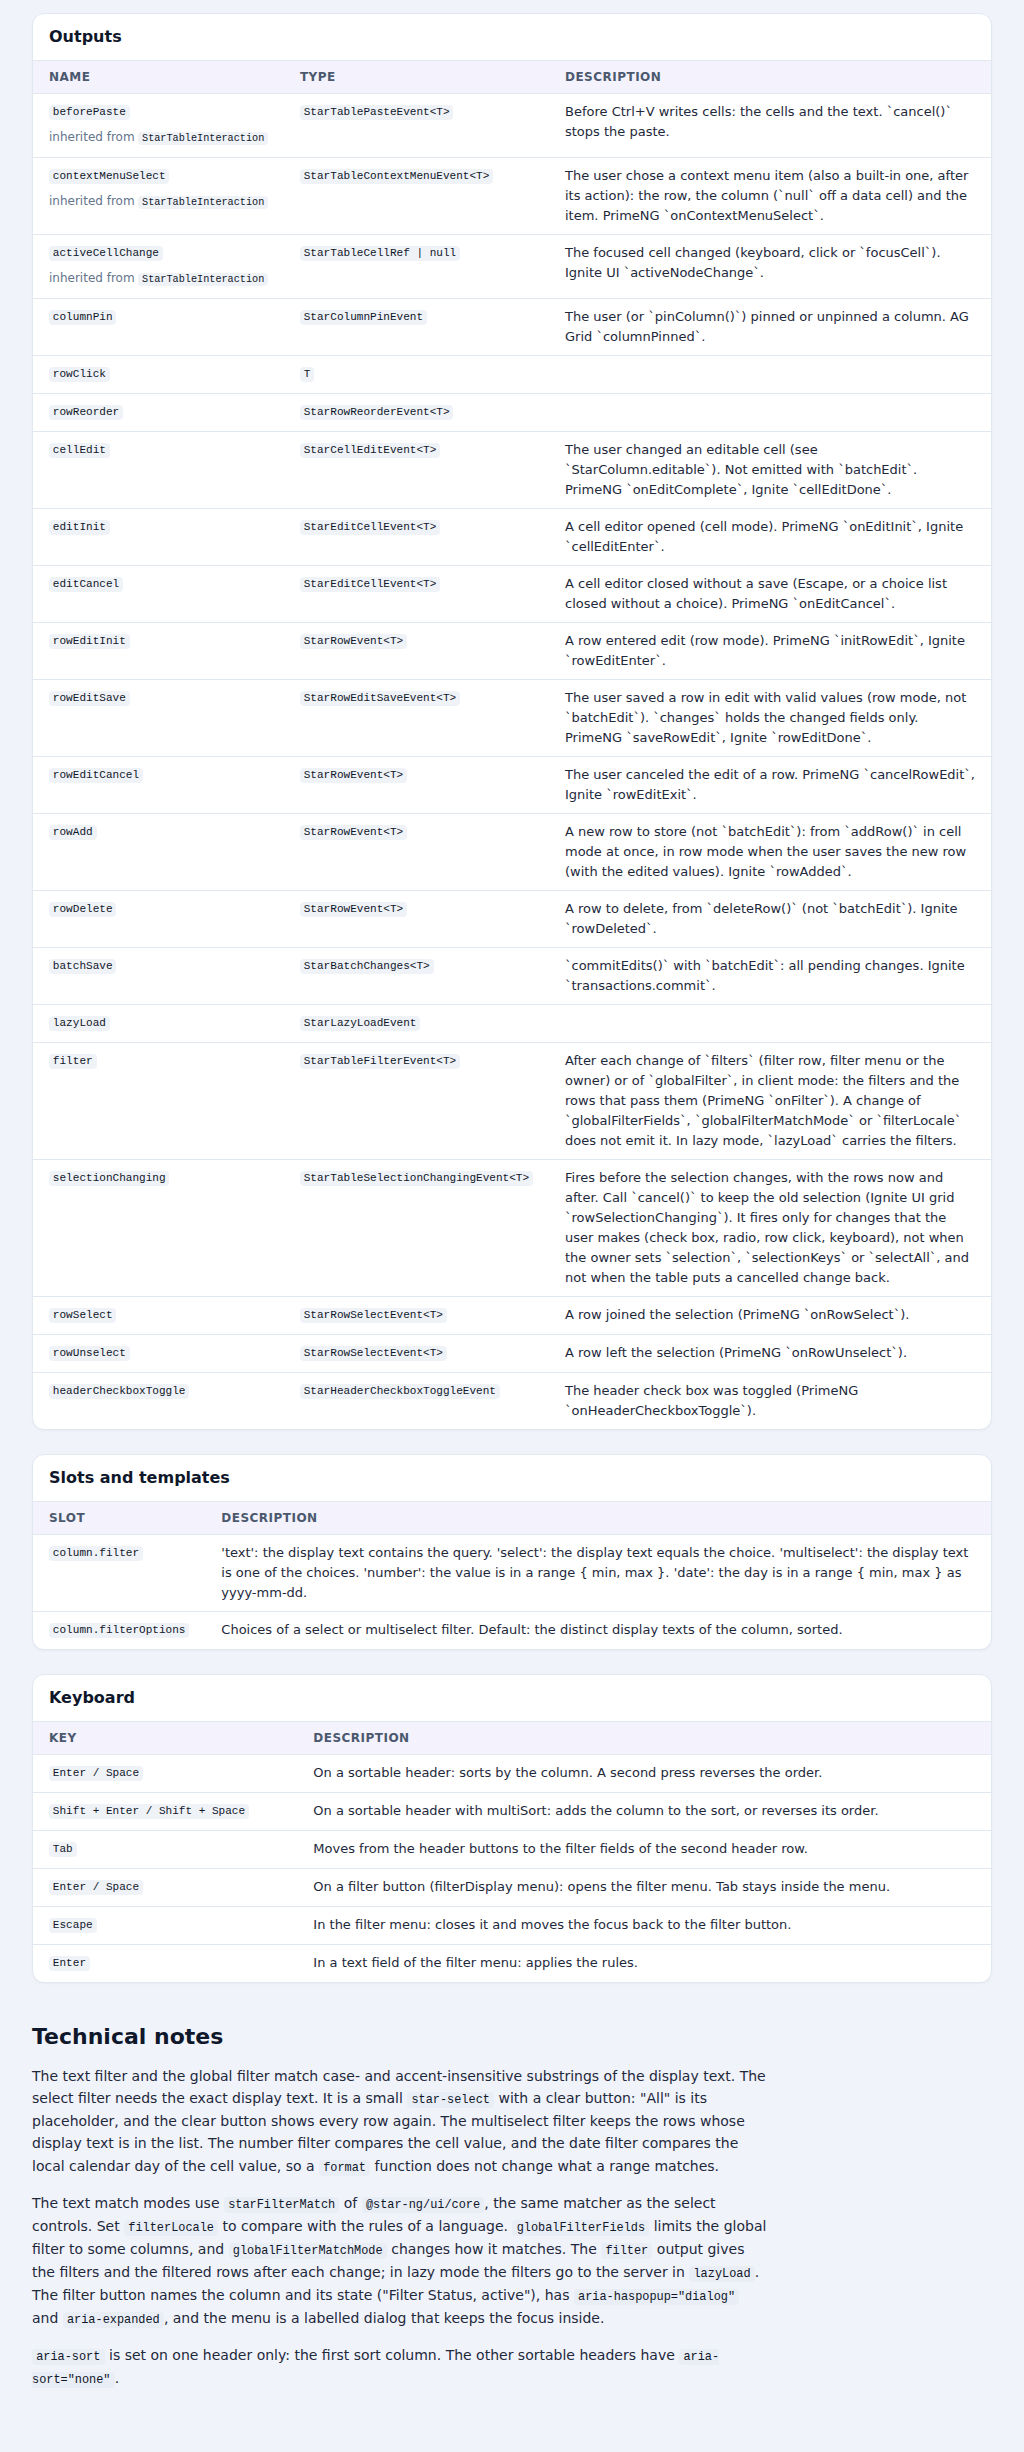 Outputs
NAME TYPE DESCRIPTION
beforePaste StarTablePasteEvent<T> Before Ctrl+V writes cells: the cells and the text. `cancel()`
inherited from StarTableInteraction stops the paste.
contextMenuSelect StarTableContextMenuEvent<T> The user chose a context menu item (also a built-in one, after
inherited from StarTableInteraction its action): the row, the column (`null` off a data cell) and the
item. PrimeNG `onContextMenuSelect`.
activeCellChange StarTableCellRef | null The focused cell changed (keyboard, click or `focusCell`).
inherited from StarTableInteraction Ignite UI `activeNodeChange`.
columnPin StarColumnPinEvent The user (or `pinColumn()`) pinned or unpinned a column. AG
Grid `columnPinned`.
rowClick T
rowReorder StarRowReorderEvent<T>
cellEdit StarCellEditEvent<T> The user changed an editable cell (see
`StarColumn.editable`). Not emitted with `batchEdit`.
PrimeNG `onEditComplete`, Ignite `cellEditDone`.
editInit StarEditCellEvent<T> A cell editor opened (cell mode). PrimeNG `onEditInit`, Ignite
`cellEditEnter`.
editCancel StarEditCellEvent<T> A cell editor closed without a save (Escape, or a choice list
closed without a choice). PrimeNG `onEditCancel`.
rowEditInit StarRowEvent<T> A row entered edit (row mode). PrimeNG `initRowEdit`, Ignite
`rowEditEnter`.
rowEditSave StarRowEditSaveEvent<T> The user saved a row in edit with valid values (row mode, not
`batchEdit`). `changes` holds the changed fields only.
PrimeNG `saveRowEdit`, Ignite `rowEditDone`.
rowEditCancel StarRowEvent<T> The user canceled the edit of a row. PrimeNG `cancelRowEdit`,
Ignite `rowEditExit`.
rowAdd StarRowEvent<T> A new row to store (not `batchEdit`): from `addRow()` in cell
mode at once, in row mode when the user saves the new row
(with the edited values). Ignite `rowAdded`.
rowDelete StarRowEvent<T> A row to delete, from `deleteRow()` (not `batchEdit`). Ignite
`rowDeleted`.
batchSave StarBatchChanges<T> `commitEdits()` with `batchEdit`: all pending changes. Ignite
`transactions.commit`.
lazyLoad StarLazyLoadEvent
filter StarTableFilterEvent<T> After each change of `filters` (filter row, filter menu or the
owner) or of `globalFilter`, in client mode: the filters and the
rows that pass them (PrimeNG `onFilter`). A change of
`globalFilterFields`, `globalFilterMatchMode` or `filterLocale`
does not emit it. In lazy mode, `lazyLoad` carries the filters.
selectionChanging StarTableSelectionChangingEvent<T> Fires before the selection changes, with the rows now and
after. Call `cancel()` to keep the old selection (Ignite UI grid
`rowSelectionChanging`). It fires only for changes that the
user makes (check box, radio, row click, keyboard), not when
the owner sets `selection`, `selectionKeys` or `selectAll`, and
not when the table puts a cancelled change back.
rowSelect StarRowSelectEvent<T> A row joined the selection (PrimeNG `onRowSelect`).
rowUnselect StarRowSelectEvent<T> A row left the selection (PrimeNG `onRowUnselect`).
headerCheckboxToggle StarHeaderCheckboxToggleEvent The header check box was toggled (PrimeNG
`onHeaderCheckboxToggle`).
Slots and templates
SLOT DESCRIPTION
column.filter 'text': the display text contains the query. 'select': the display text equals the choice. 'multiselect': the display text
is one of the choices. 'number': the value is in a range { min, max }. 'date': the day is in a range { min, max } as
yyyy-mm-dd.
column.filterOptions Choices of a select or multiselect filter. Default: the distinct display texts of the column, sorted.
Keyboard
KEY DESCRIPTION
Enter / Space On a sortable header: sorts by the column. A second press reverses the order.
Shift + Enter / Shift + Space On a sortable header with multiSort: adds the column to the sort, or reverses its order.
Tab Moves from the header buttons to the filter fields of the second header row.
Enter / Space On a filter button (filterDisplay menu): opens the filter menu. Tab stays inside the menu.
Escape In the filter menu: closes it and moves the focus back to the filter button.
Enter In a text field of the filter menu: applies the rules.
Technical notes
The text filter and the global filter match case- and accent-insensitive substrings of the display text. The
select filter needs the exact display text. It is a small star-select with a clear button: "All" is its
placeholder, and the clear button shows every row again. The multiselect filter keeps the rows whose
display text is in the list. The number filter compares the cell value, and the date filter compares the
local calendar day of the cell value, so a format function does not change what a range matches.
The text match modes use starFilterMatch of @star-ng/ui/core, the same matcher as the select
controls. Set filterLocale to compare with the rules of a language. globalFilterFields limits the global
filter to some columns, and globalFilterMatchMode changes how it matches. The filter output gives
the filters and the filtered rows after each change; in lazy mode the filters go to the server in lazyLoad.
The filter button names the column and its state ("Filter Status, active"), has aria-haspopup="dialog"
and aria-expanded, and the menu is a labelled dialog that keeps the focus inside.
aria-sort is set on one header only: the first sort column. The other sortable headers have aria-
sort="none".